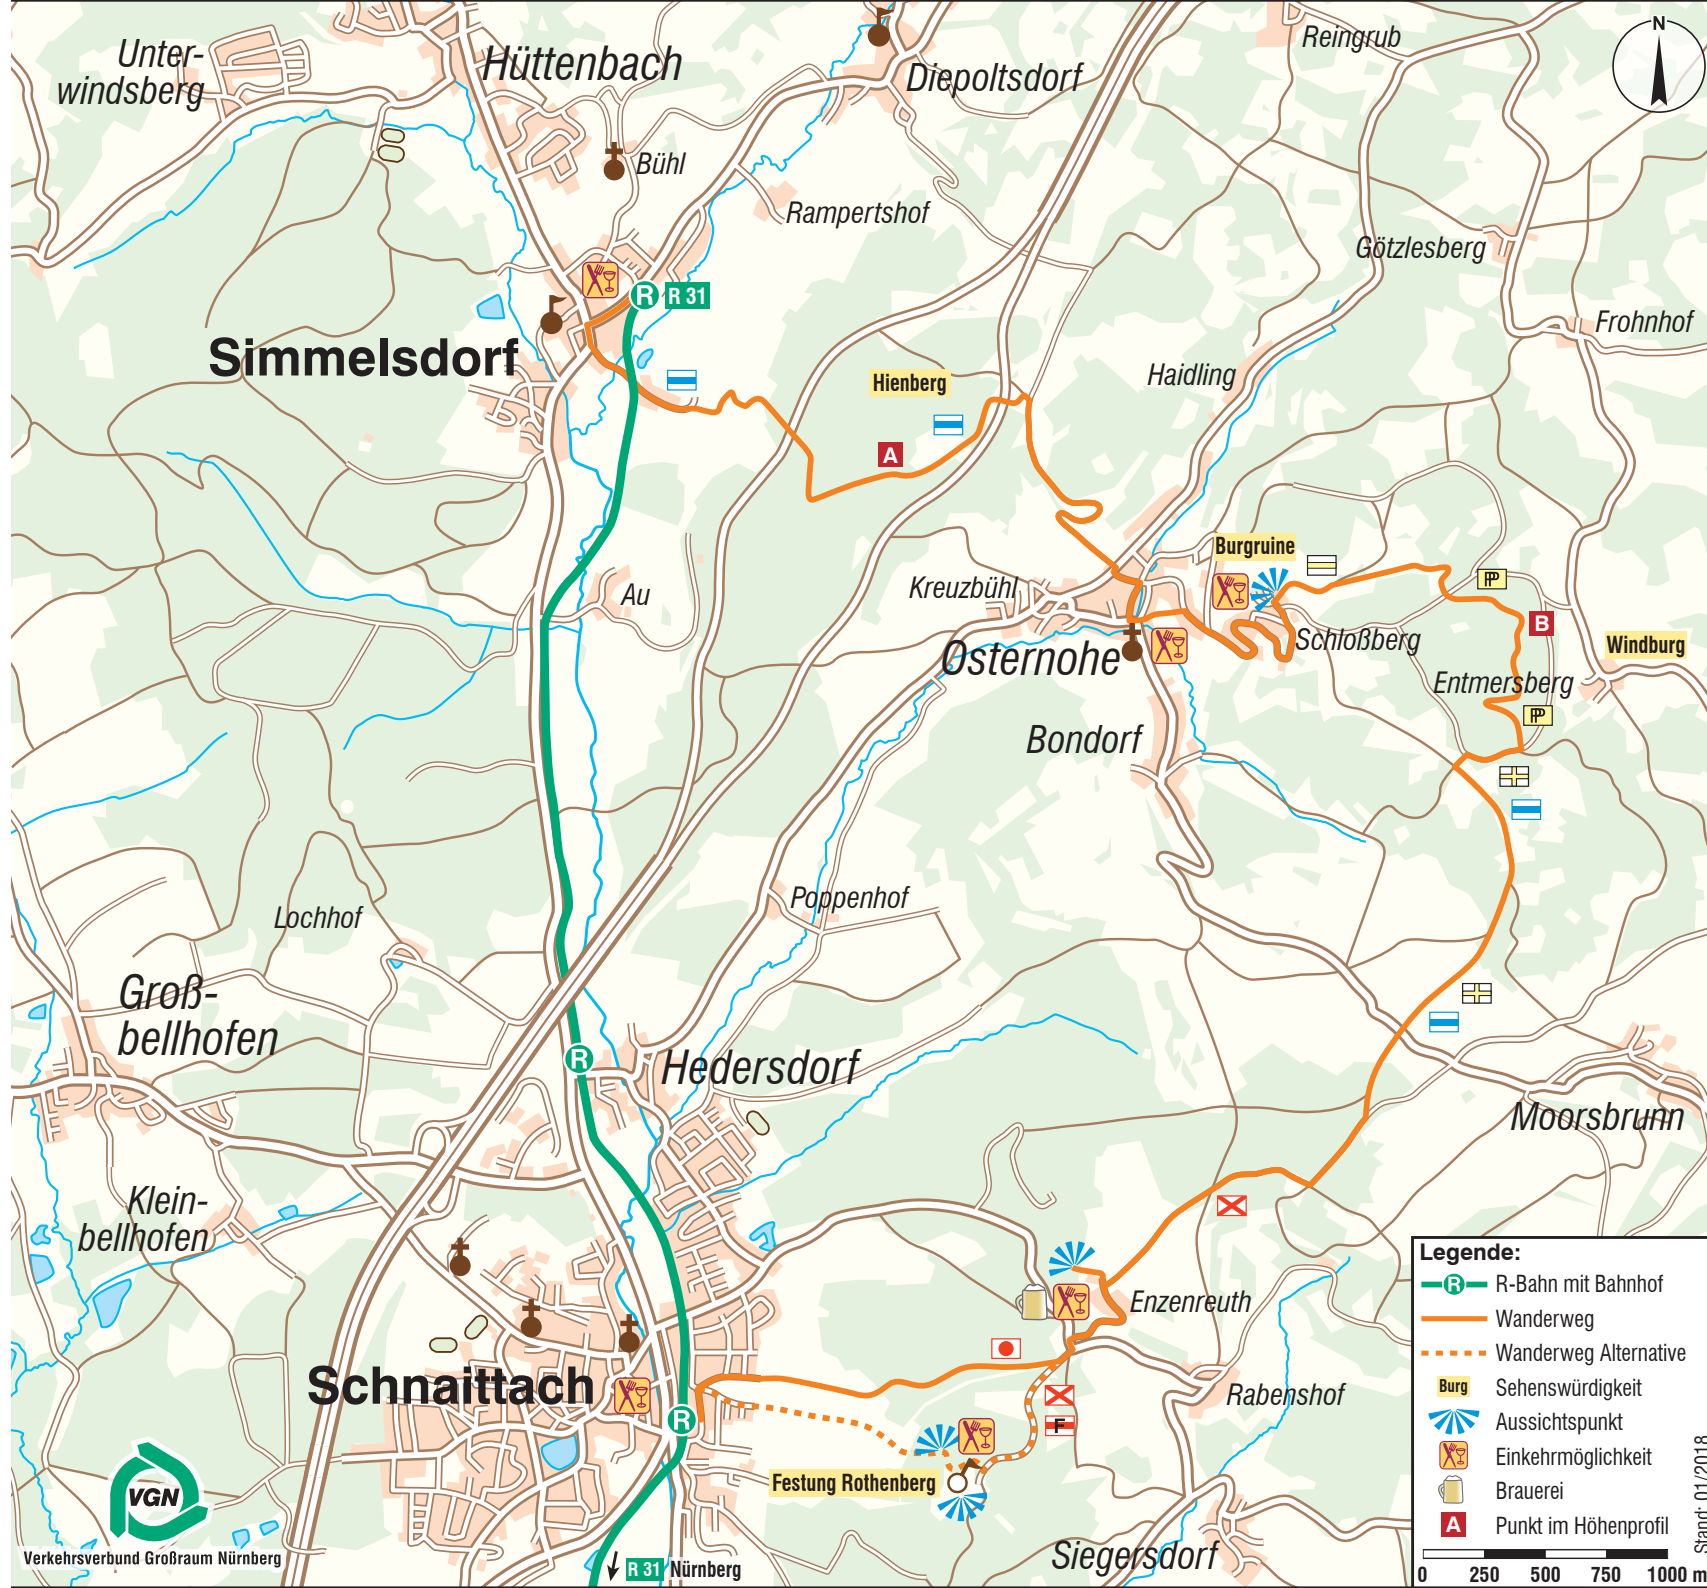 N
Reingrub
Unter-
windsberg
Hüttenbach
Diepoltsdorf
Bühl
Rampertshof
Götzlesberg
R
R 31
Frohnhof
Simmelsdorf
Haidling
Hienberg
A
Burgruine
Kreuzbühl
Au
P
B
Schloßberg
Windburg
Osternohe
Entmersberg
P
Bondorf
Poppenhof
Lochhof
Groß-
bellhofen
R
Hedersdorf
Moorsbrunn
Klein-
bellhofen
Enzenreuth
Schnaittach
R
F
Rabenshof
Festung Rothenberg
Siegersdorf
R 31 Nürnberg
VGN
Verkehrsverbund Großraum Nürnberg
Legende:
R R-Bahn mit Bahnhof
Wanderweg
Wanderweg Alternative
Burg Sehenswürdigkeit
Aussichtspunkt
Einkehrmöglichkeit
Brauerei
A Punkt im Höhenprofil
0 250 500 750 1000 m
Stand: 01/2018